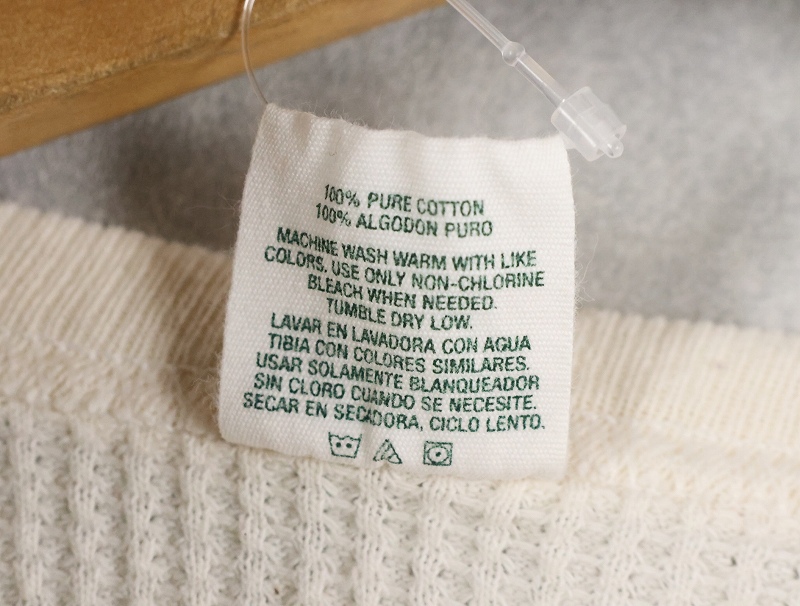 100% PURE COTTON
100% ALGODON PURO
MACHINE WASH WARM WITH LIKE
COLORS. USE ONLY NON-CHLORINE
BLEACH WHEN NEEDED.
TUMBLE DRY LOW.
LAVAR EN LAVADORA CON AGUA
TIBIA CON COLORES SIMILARES.
USAR SOLAMENTE BLANQUEADOR
SIN CLORO CUANDO SE NECESITE.
SECAR EN SECADORA, CICLO LENTO.